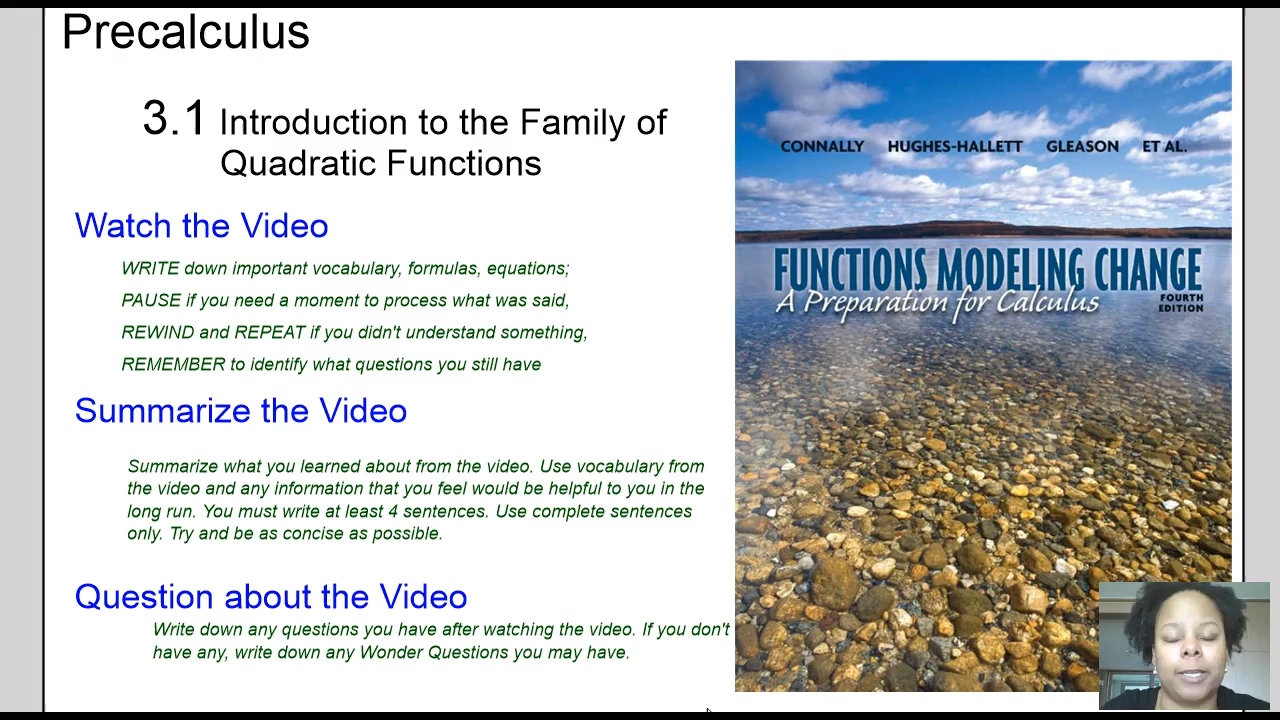 Precalculus
3.1 Introduction to the Family of
Quadratic Functions
Watch the Video
WRITE down important vocabulary, formulas, equations;
PAUSE if you need a moment to process what was said,
REWIND and REPEAT if you didn't understand something,
REMEMBER to identify what questions you still have
Summarize the Video
Summarize what you learned about from the video. Use vocabulary from
the video and any information that you feel would be helpful to you in the
long run. You must write at least 4 sentences. Use complete sentences
only. Try and be as concise as possible.
Question about the Video
Write down any questions you have after watching the video. If you don't
have any, write down any Wonder Questions you may have.
CONNALLY HUGHES-HALLETT GLEASON ET AL.
FUNCTIONS MODELING CHANGE
A Preparation for Calculus
FOURTH
EDITION